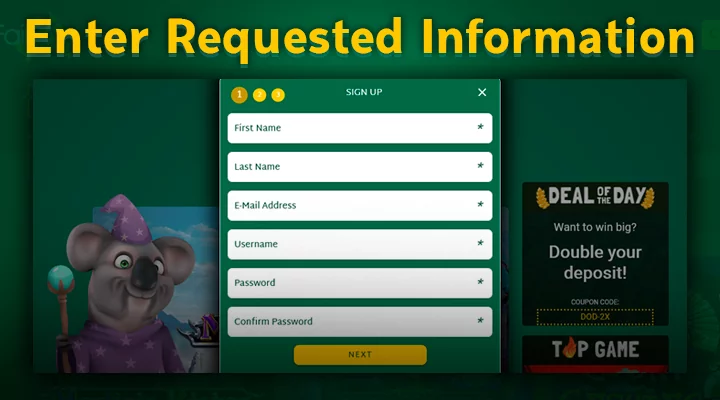 Enter Requested Information
1 2 3
SIGN UP
×
First Name *
Last Name *
E-Mail Address *
Username *
Password *
Confirm Password *
NEXT
DEAL OF THE DAY
Want to win big?
Double your
deposit!
COUPON CODE:
DOD-2X
TOP GAME